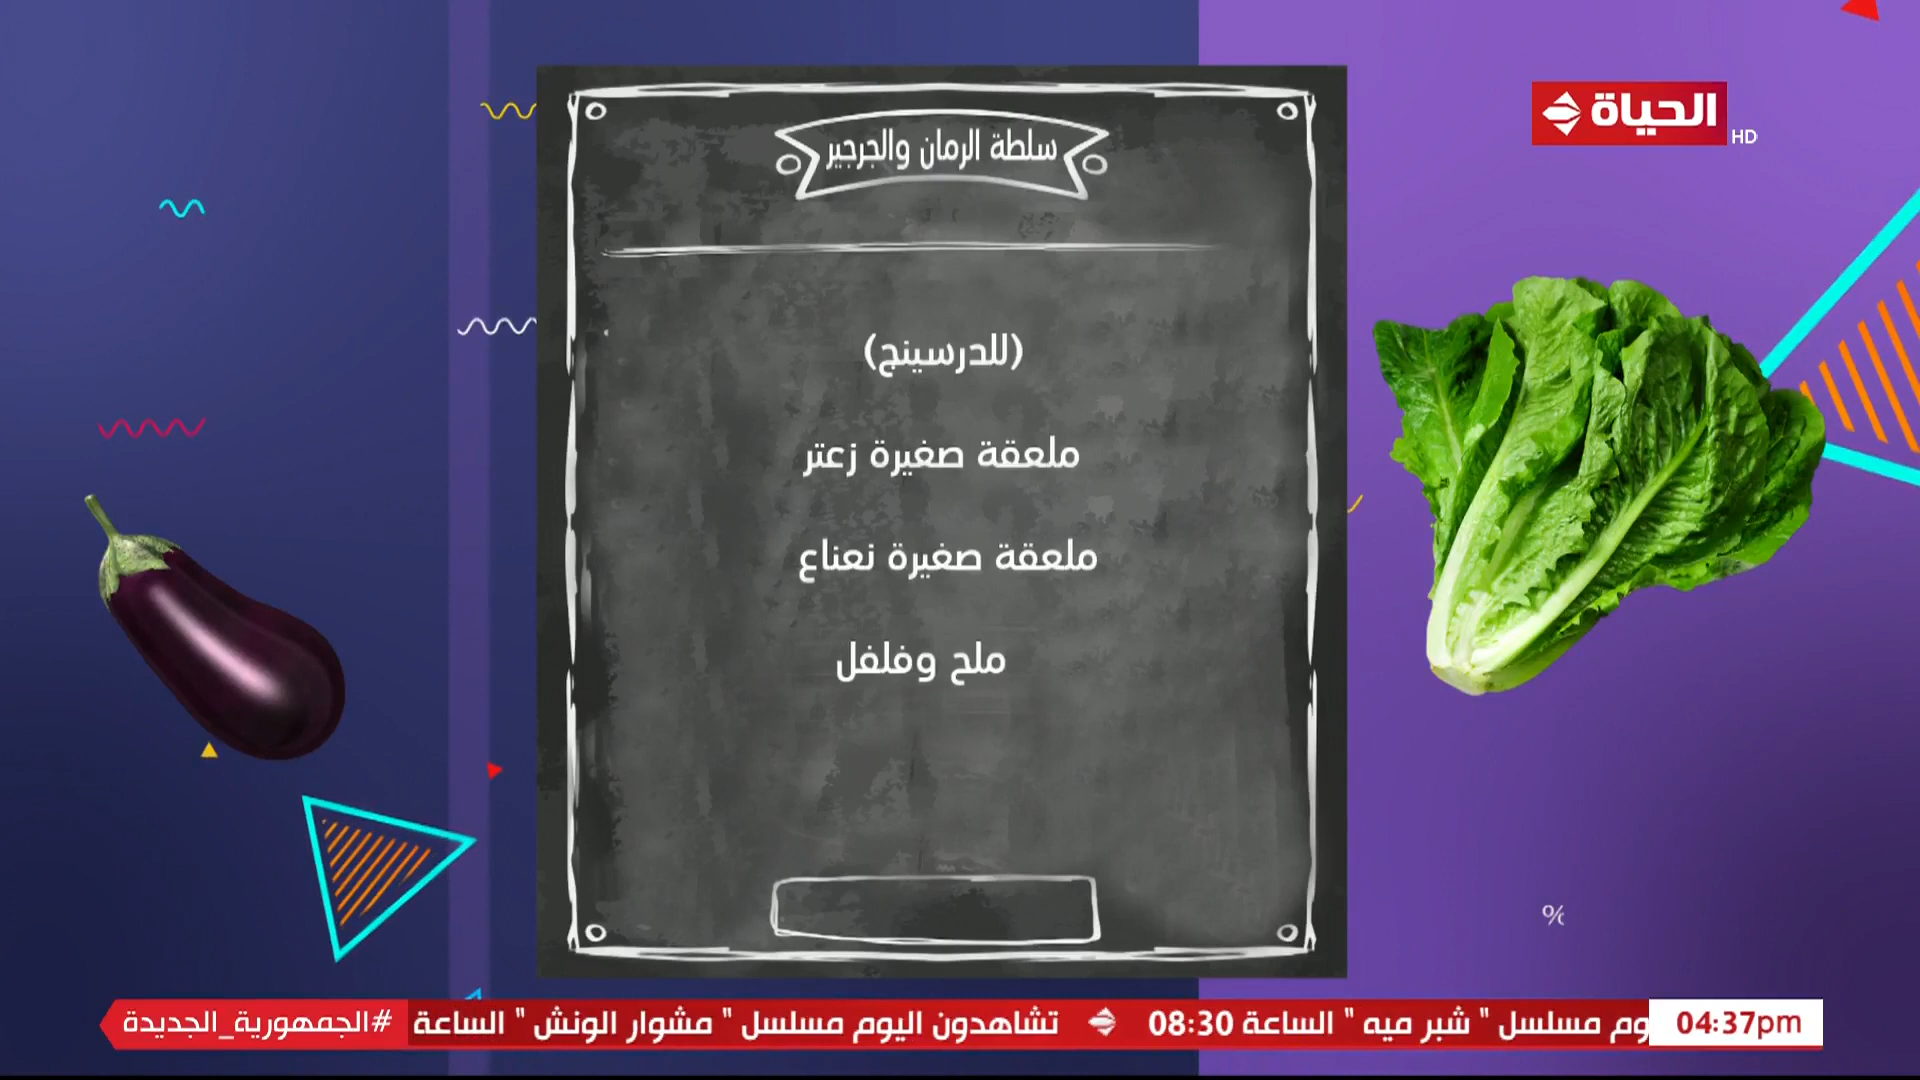 الحياة
HD
سلطة الرمان والجرجير
(للدرسينج)
ملعقة صغيرة زعتر
ملعقة صغيرة نعناع
ملح وفلفل
%
04:37pm
وم مسلسل " شبر ميه " الساعة 08:30 تشاهدون اليوم مسلسل " مشوار الونش " الساعة
#الجمهورية_الجديدة